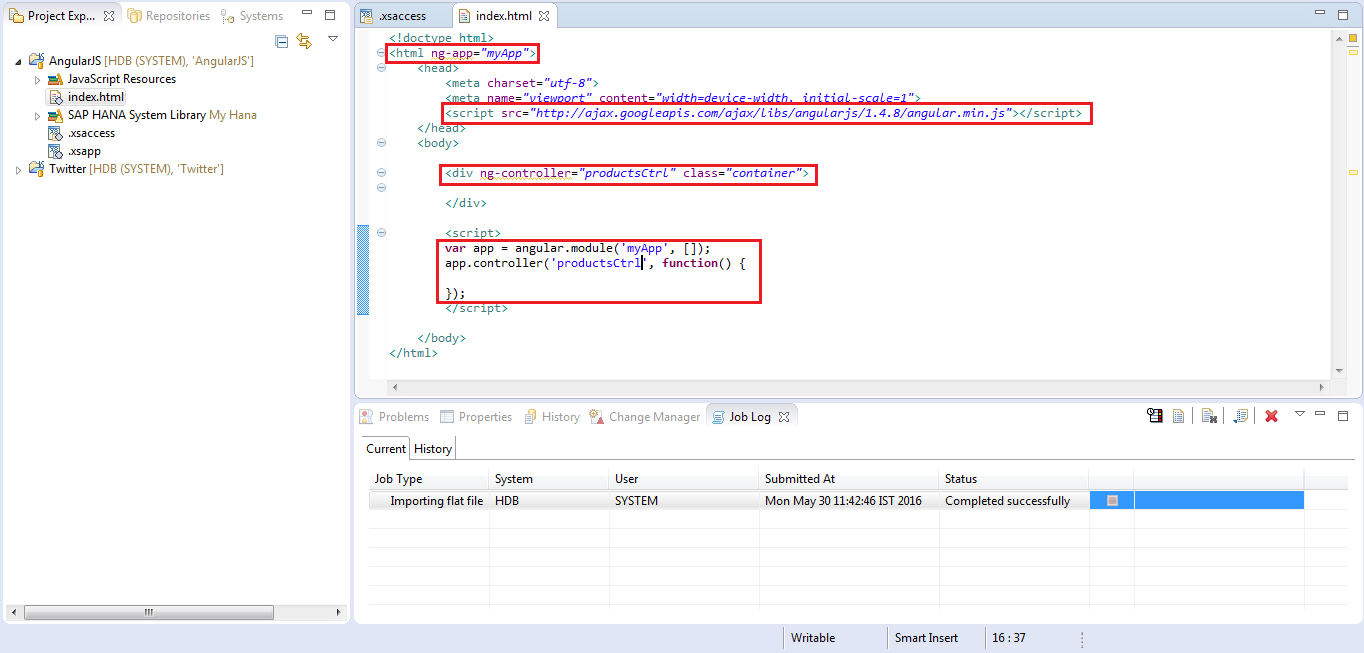 Project Exp... Repositories Systems
AngularJS [HDB (SYSTEM), 'AngularJS']
JavaScript Resources
index.html
SAP HANA System Library My Hana
.xsaccess
.xsapp
Twitter [HDB (SYSTEM), 'Twitter']
.xsaccess index.html
<!doctype html>
<html ng-app="myApp">
<head>
<meta charset="utf-8">
<meta name="viewport" content="width=device-width, initial-scale=1">
<script src="http://ajax.googleapis.com/ajax/libs/angularjs/1.4.8/angular.min.js"></script>
</head>
<body>
<div ng-controller="productsCtrl" class="container">
</div>
<script>
var app = angular.module('myApp', []);
app.controller('productsCtrl', function() {
});
</script>
</body>
</html>
Problems Properties History Change Manager Job Log
Current History
Job Type System User Submitted At Status
Importing flat file HDB SYSTEM Mon May 30 11:42:46 IST 2016 Completed successfully
Writable Smart Insert 16 : 37